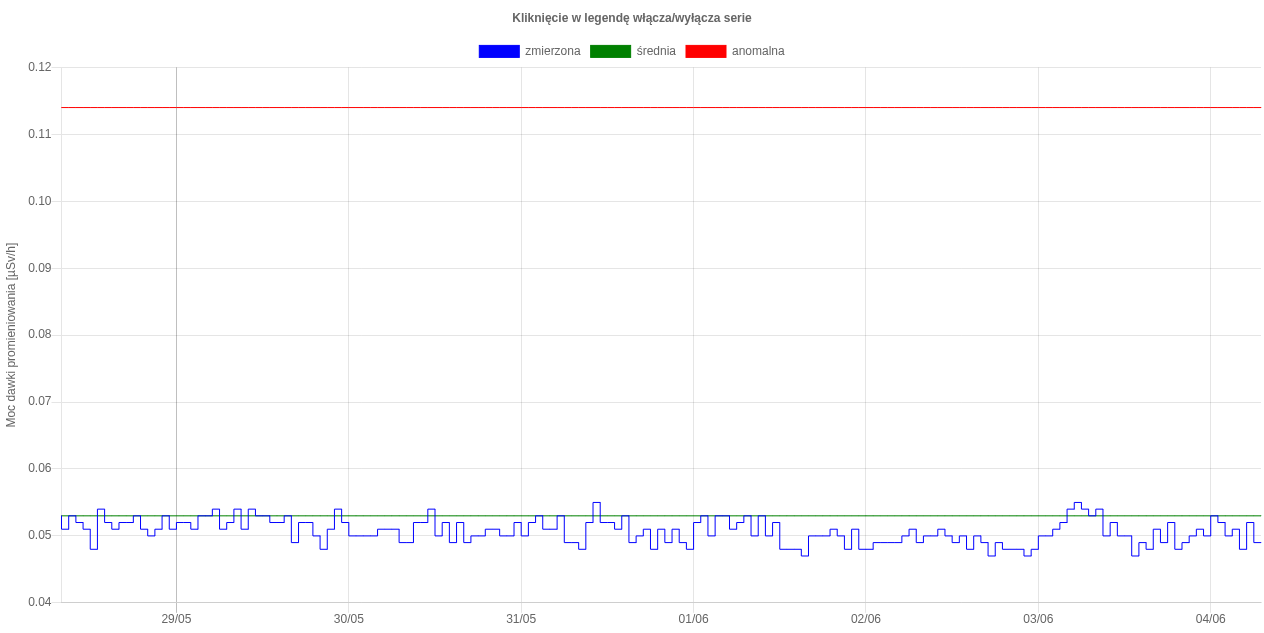 Kliknięcie w legendę włącza/wyłącza serie
zmierzona średnia anomalna
Moc dawki promieniowania [µSv/h]
0.12
0.11
0.10
0.09
0.08
0.07
0.06
0.05
0.04
29/05 30/05 31/05 01/06 02/06 03/06 04/06